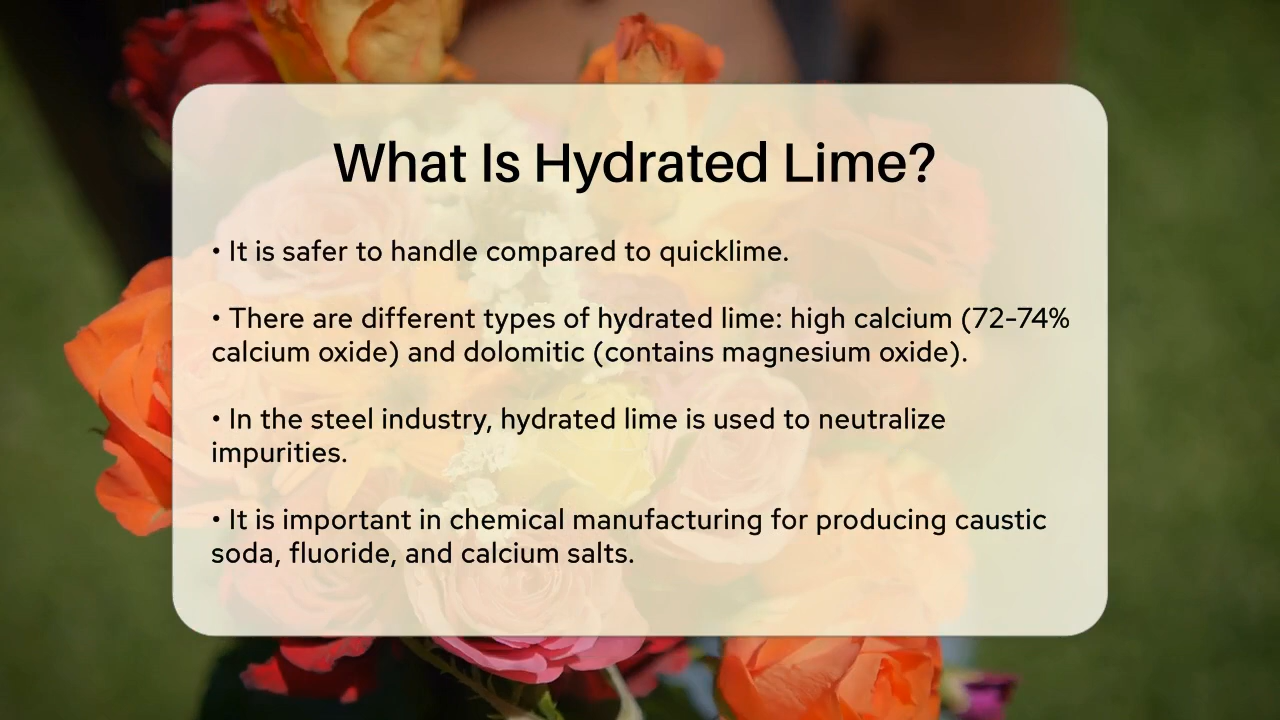 What Is Hydrated Lime?
• It is safer to handle compared to quicklime.
• There are different types of hydrated lime: high calcium (72-74%
calcium oxide) and dolomitic (contains magnesium oxide).
• In the steel industry, hydrated lime is used to neutralize
impurities.
• It is important in chemical manufacturing for producing caustic
soda, fluoride, and calcium salts.